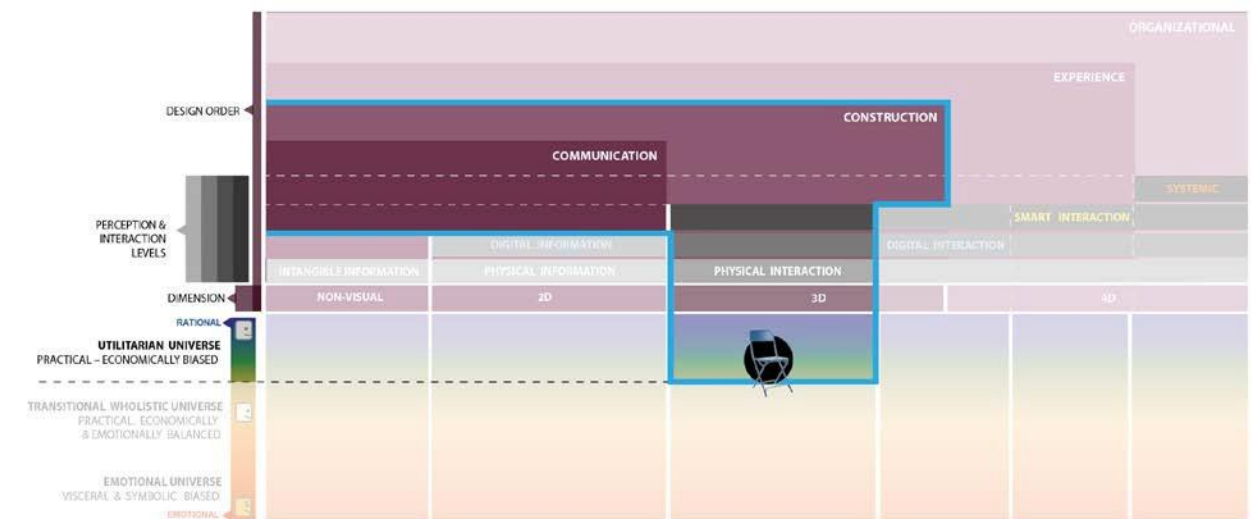 ORGANIZATIONAL
EXPERIENCE
DESIGN ORDER
CONSTRUCTION
COMMUNICATION
SYSTEMIC
PERCEPTION &
INTERACTION
LEVELS
SMART INTERACTION
DIGITAL INFORMATION
DIGITAL INTERACTION
INTANGIBLE INFORMATION
PHYSICAL INFORMATION
PHYSICAL INTERACTION
DIMENSION
NON-VISUAL
2D
3D
4D
RATIONAL
UTILITARIAN UNIVERSE
PRACTICAL – ECONOMICALLY BIASED
TRANSITIONAL WHOLISTIC UNIVERSE
PRACTICAL, ECONOMICALLY
& EMOTIONALLY BALANCED
EMOTIONAL UNIVERSE
VISCERAL & SYMBOLIC BIASED
EMOTIONAL